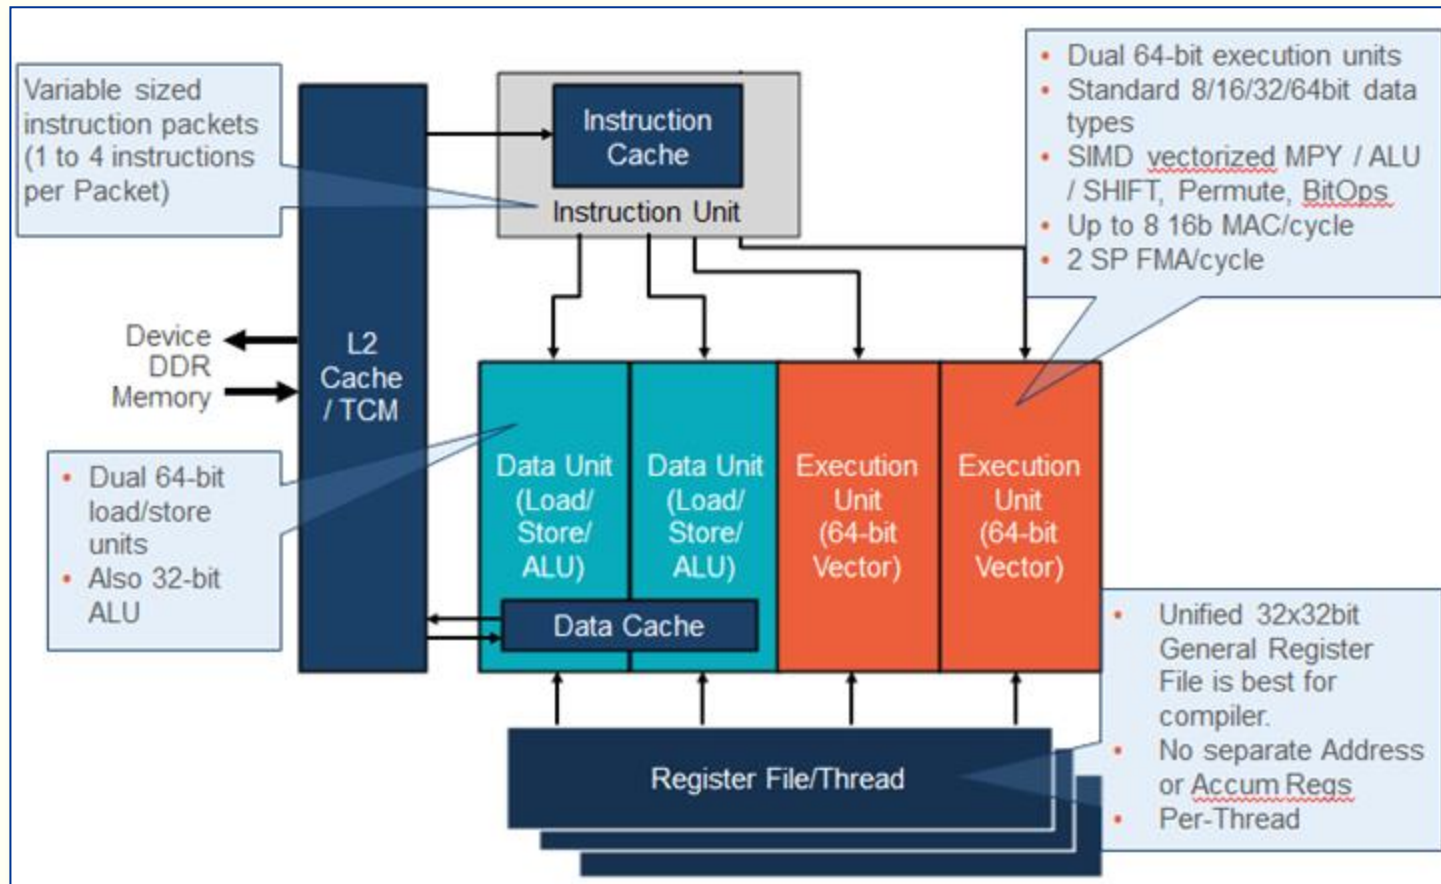 Variable sized
instruction packets
(1 to 4 instructions
per Packet)
Instruction
Cache
Instruction Unit
• Dual 64-bit execution units
• Standard 8/16/32/64bit data
types
• SIMD vectorized MPY / ALU
/ SHIFT, Permute, BitOps
• Up to 8 16b MAC/cycle
• 2 SP FMA/cycle
Device
DDR
Memory
L2
Cache
/ TCM
• Dual 64-bit
load/store
units
• Also 32-bit
ALU
Data Unit
(Load/
Store/
ALU)
Data Unit
(Load/
Store/
ALU)
Execution
Unit
(64-bit
Vector)
Execution
Unit
(64-bit
Vector)
Data Cache
• Unified 32x32bit
General Register
File is best for
compiler.
• No separate Address
or Accum Regs
• Per-Thread
Register File/Thread